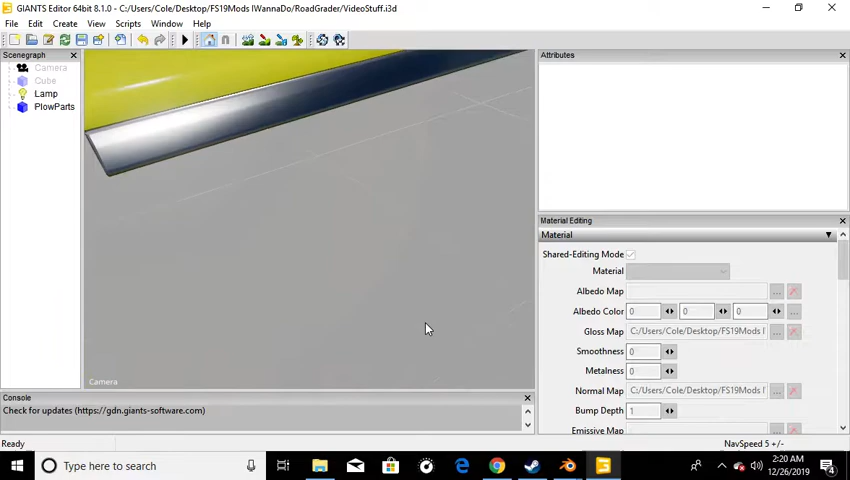 GIANTS Editor 64bit 8.1.0 - C:/Users/Cole/Desktop/FS19Mods IWannaDo/RoadGrader/VideoStuff.i3d
File Edit Create View Scripts Window Help
Scenegraph
Camera
Cube
Lamp
PlowParts
Camera
Attributes
Material Editing
Material
Shared-Editing Mode
Material
Albedo Map
Albedo Color 0 0 0
Gloss Map C:/Users/Cole/Desktop/FS19Mods I
Smoothness 0
Metalness 0
Normal Map C:/Users/Cole/Desktop/FS19Mods I
Bump Depth 1
Emissive Map
Console
Check for updates (https://gdn.giants-software.com)
Ready
NavSpeed 5 +/-
Type here to search
2:20 AM
12/26/2019
4